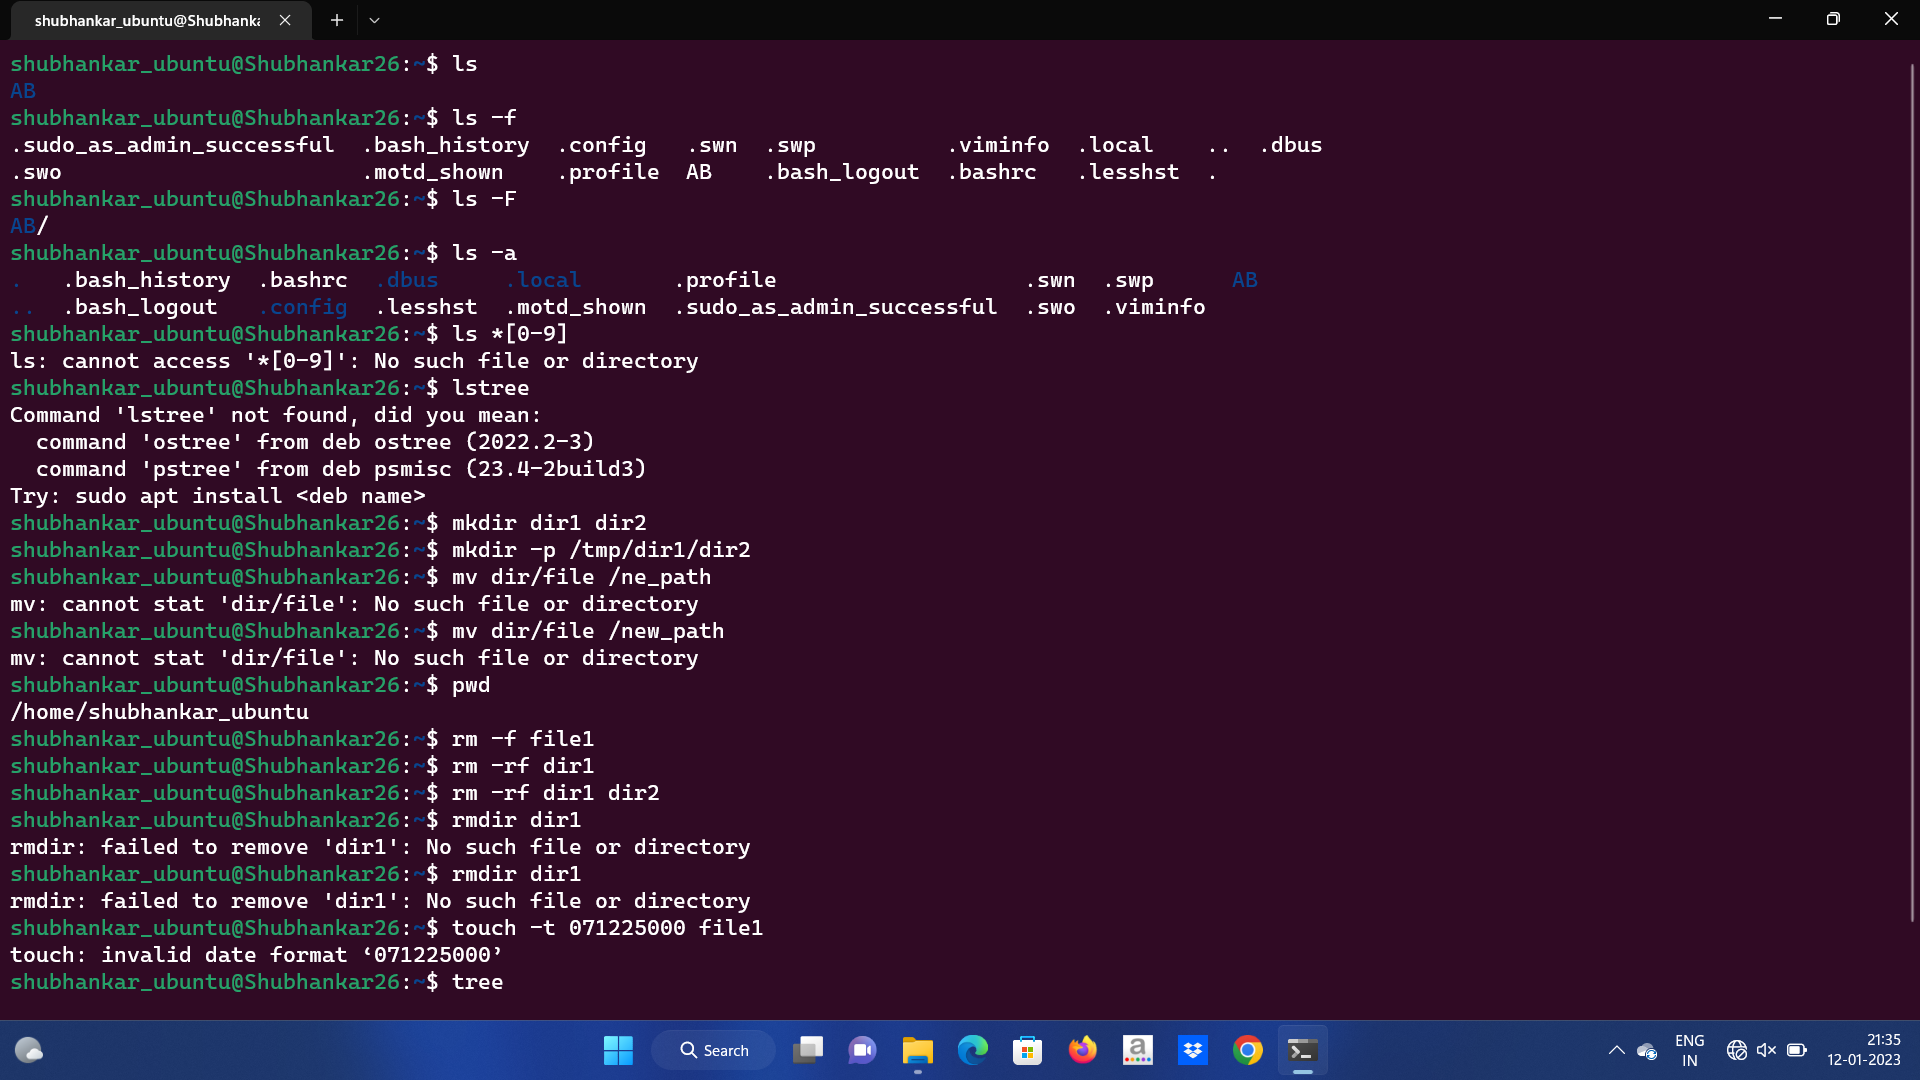 shubhankar_ubuntu@Shubhanka
shubhankar_ubuntu@Shubhankar26:~$ ls
AB
shubhankar_ubuntu@Shubhankar26:~$ ls -f
.sudo_as_admin_successful .bash_history .config .swn .swp .viminfo .local .. .dbus
.swo .motd_shown .profile AB .bash_logout .bashrc .lesshst .
shubhankar_ubuntu@Shubhankar26:~$ ls -F
AB/
shubhankar_ubuntu@Shubhankar26:~$ ls -a
. .bash_history .bashrc .dbus .local .profile .swn .swp AB
.. .bash_logout .config .lesshst .motd_shown .sudo_as_admin_successful .swo .viminfo
shubhankar_ubuntu@Shubhankar26:~$ ls *[0-9]
ls: cannot access '*[0-9]': No such file or directory
shubhankar_ubuntu@Shubhankar26:~$ lstree
Command 'lstree' not found, did you mean:
  command 'ostree' from deb ostree (2022.2-3)
  command 'pstree' from deb psmisc (23.4-2build3)
Try: sudo apt install <deb name>
shubhankar_ubuntu@Shubhankar26:~$ mkdir dir1 dir2
shubhankar_ubuntu@Shubhankar26:~$ mkdir -p /tmp/dir1/dir2
shubhankar_ubuntu@Shubhankar26:~$ mv dir/file /ne_path
mv: cannot stat 'dir/file': No such file or directory
shubhankar_ubuntu@Shubhankar26:~$ mv dir/file /new_path
mv: cannot stat 'dir/file': No such file or directory
shubhankar_ubuntu@Shubhankar26:~$ pwd
/home/shubhankar_ubuntu
shubhankar_ubuntu@Shubhankar26:~$ rm -f file1
shubhankar_ubuntu@Shubhankar26:~$ rm -rf dir1
shubhankar_ubuntu@Shubhankar26:~$ rm -rf dir1 dir2
shubhankar_ubuntu@Shubhankar26:~$ rmdir dir1
rmdir: failed to remove 'dir1': No such file or directory
shubhankar_ubuntu@Shubhankar26:~$ rmdir dir1
rmdir: failed to remove 'dir1': No such file or directory
shubhankar_ubuntu@Shubhankar26:~$ touch -t 071225000 file1
touch: invalid date format ‘071225000’
shubhankar_ubuntu@Shubhankar26:~$ tree
Search
ENG
IN
21:35
12-01-2023